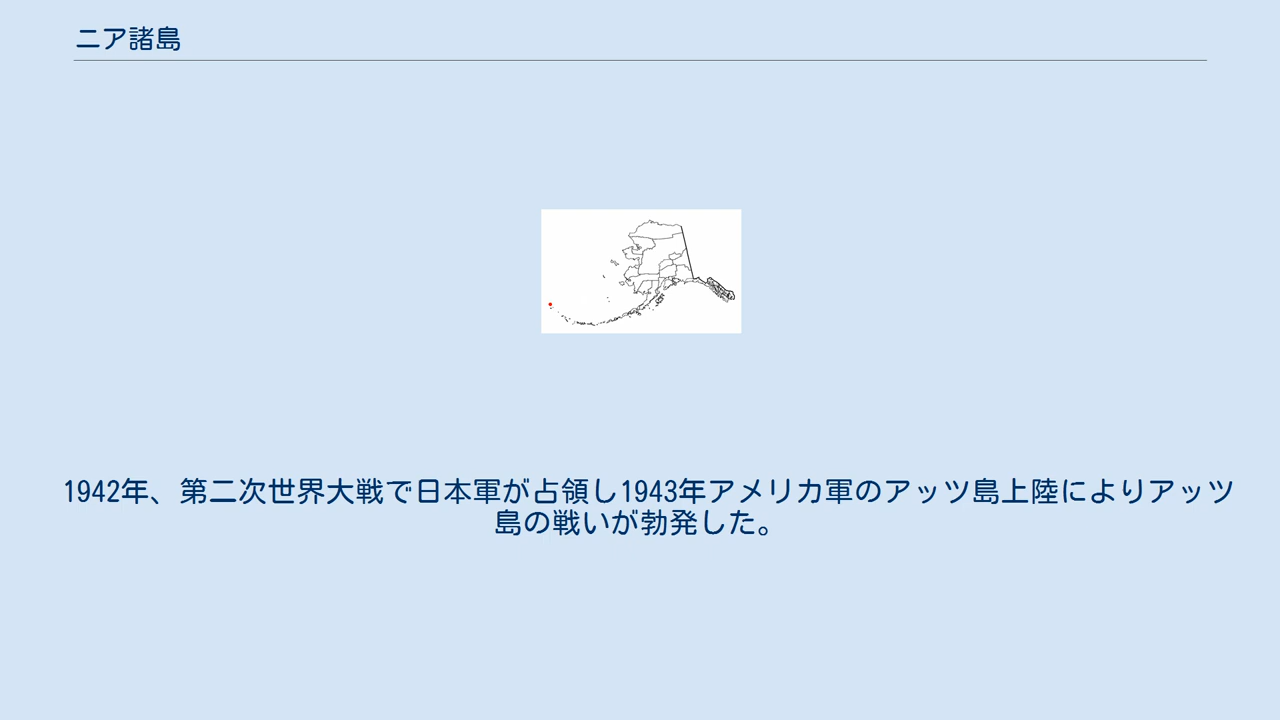 ニア諸島
1942年、第二次世界大戦で日本軍が占領し1943年アメリカ軍のアッツ島上陸によりアッツ
島の戦いが勃発した。